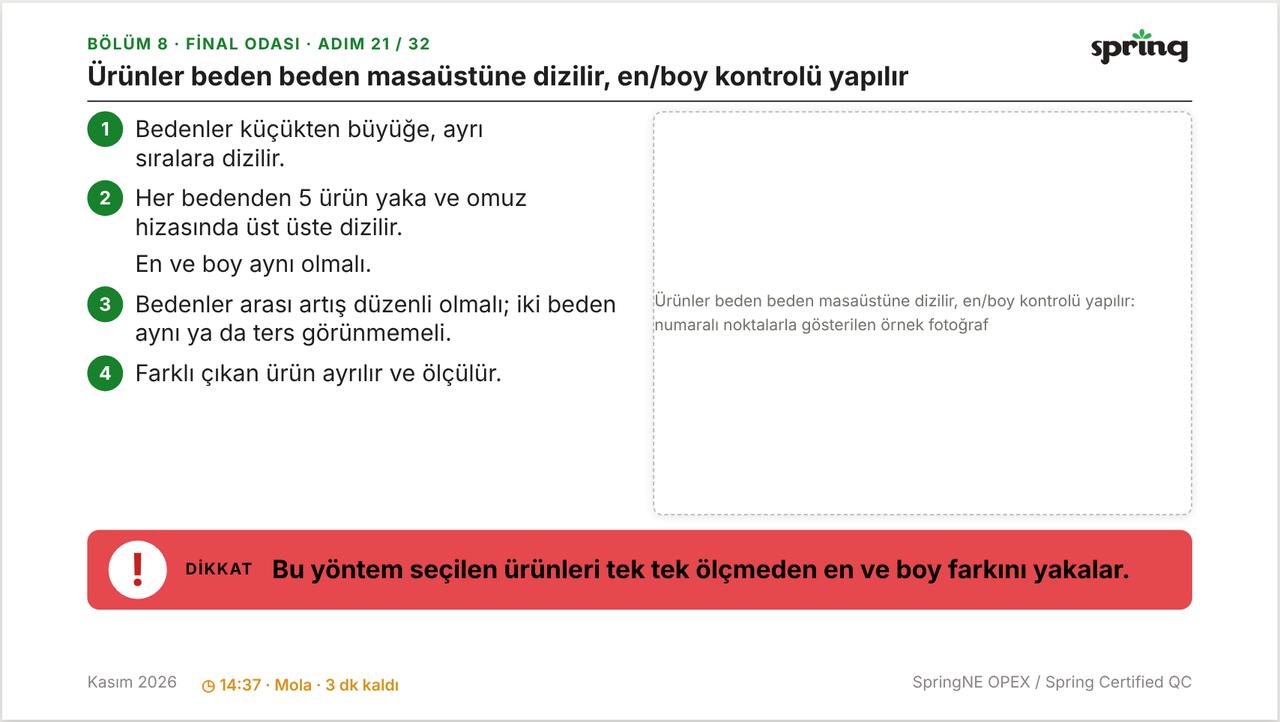 BÖLÜM 8 · FİNAL ODASI · ADIM 21 / 32
spring
Ürünler beden beden masaüstüne dizilir, en/boy kontrolü yapılır
1 Bedenler küçükten büyüğe, ayrı
sıralara dizilir.
2 Her bedenden 5 ürün yaka ve omuz
hizasında üst üste dizilir.
En ve boy aynı olmalı.
3 Bedenler arası artış düzenli olmalı; iki beden
aynı ya da ters görünmemeli.
4 Farklı çıkan ürün ayrılır ve ölçülür.
Ürünler beden beden masaüstüne dizilir, en/boy kontrolü yapılır:
numaralı noktalarla gösterilen örnek fotoğraf
! DİKKAT Bu yöntem seçilen ürünleri tek tek ölçmeden en ve boy farkını yakalar.
Kasım 2026
14:37 · Mola · 3 dk kaldı
SpringNE OPEX / Spring Certified QC